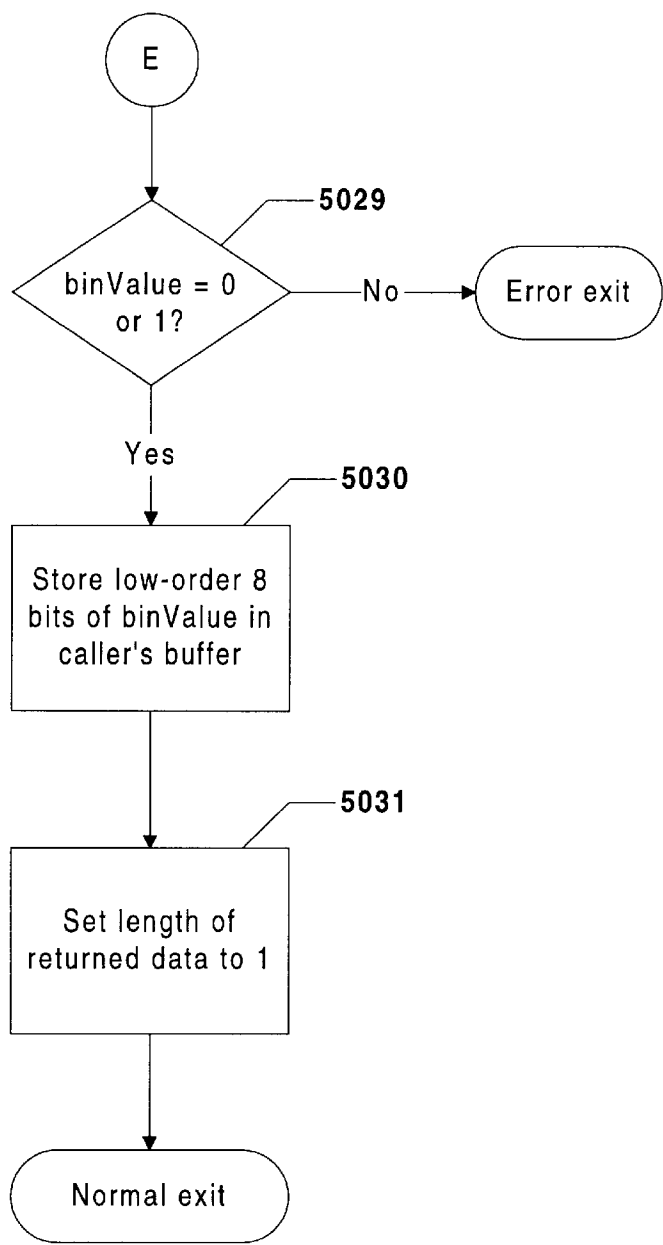 E
5029
binValue = 0
or 1?
No
Error exit
Yes
5030
Store low-order 8
bits of binValue in
caller's buffer
5031
Set length of
returned data to 1
Normal exit